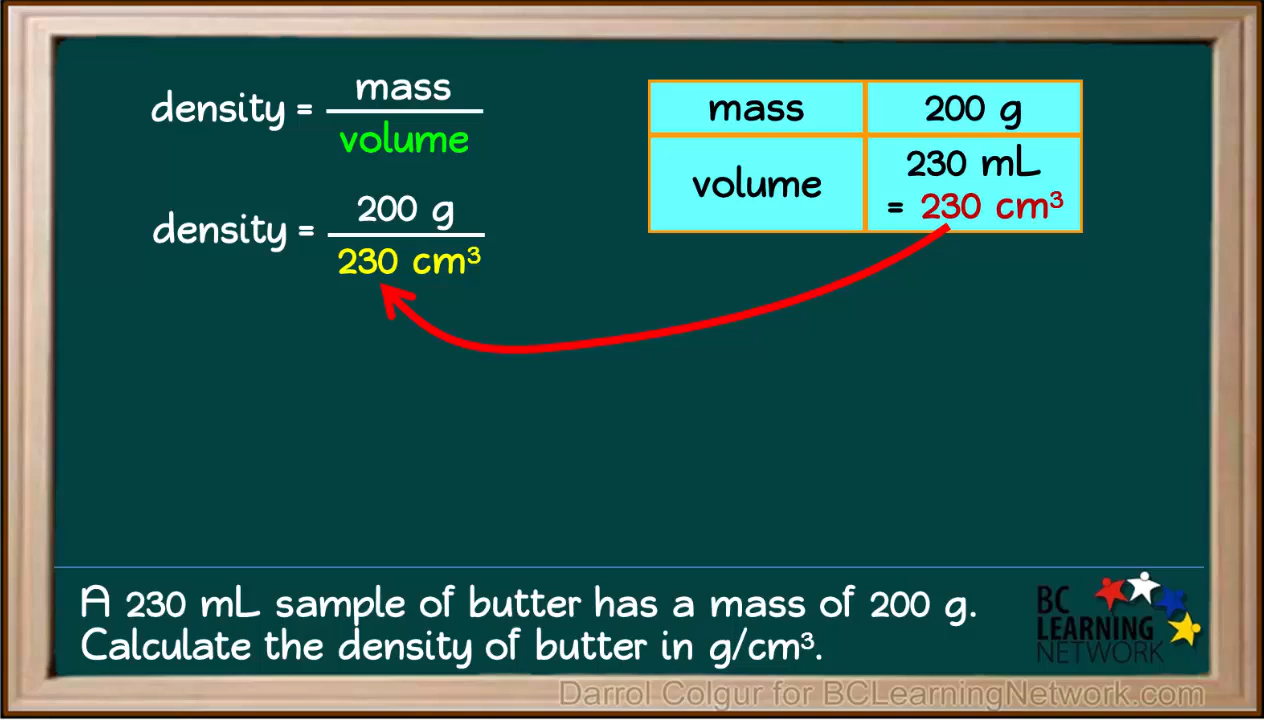 density = mass / volume
density = 200 g / 230 cm³
mass 200 g
volume 230 mL
= 230 cm³
A 230 mL sample of butter has a mass of 200 g.
Calculate the density of butter in g/cm³.
BC
LEARNING
NETWORK
Darrol Colgur for BCLearningNetwork.com